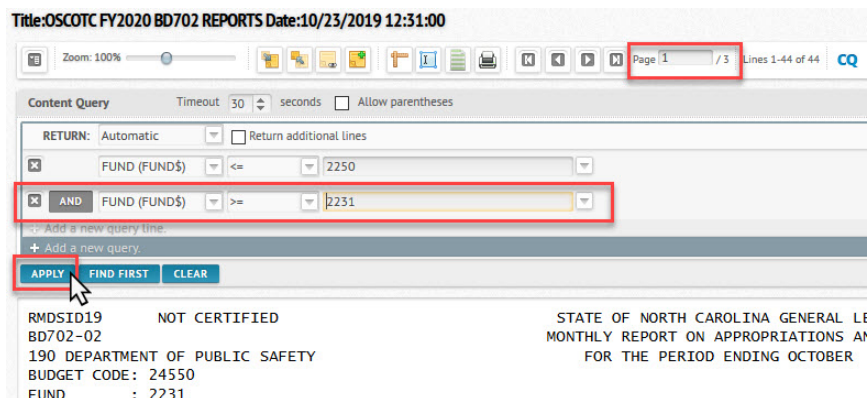 Title:OSCOTC FY2020 BD702 REPORTS Date:10/23/2019 12:31:00
Zoom: 100% Page 1 / 3 Lines 1-44 of 44 CQ
Content Query Timeout 30 seconds Allow parentheses
RETURN: Automatic Return additional lines
FUND (FUND$) <= 2250
AND FUND (FUND$) >= 2231
Add a new query line.
+ Add a new query.
APPLY FIND FIRST CLEAR
RMDSID19 NOT CERTIFIED STATE OF NORTH CAROLINA GENERAL LE
BD702-02 MONTHLY REPORT ON APPROPRIATIONS AN
190 DEPARTMENT OF PUBLIC SAFETY FOR THE PERIOD ENDING OCTOBER
BUDGET CODE: 24550
FUND : 2231